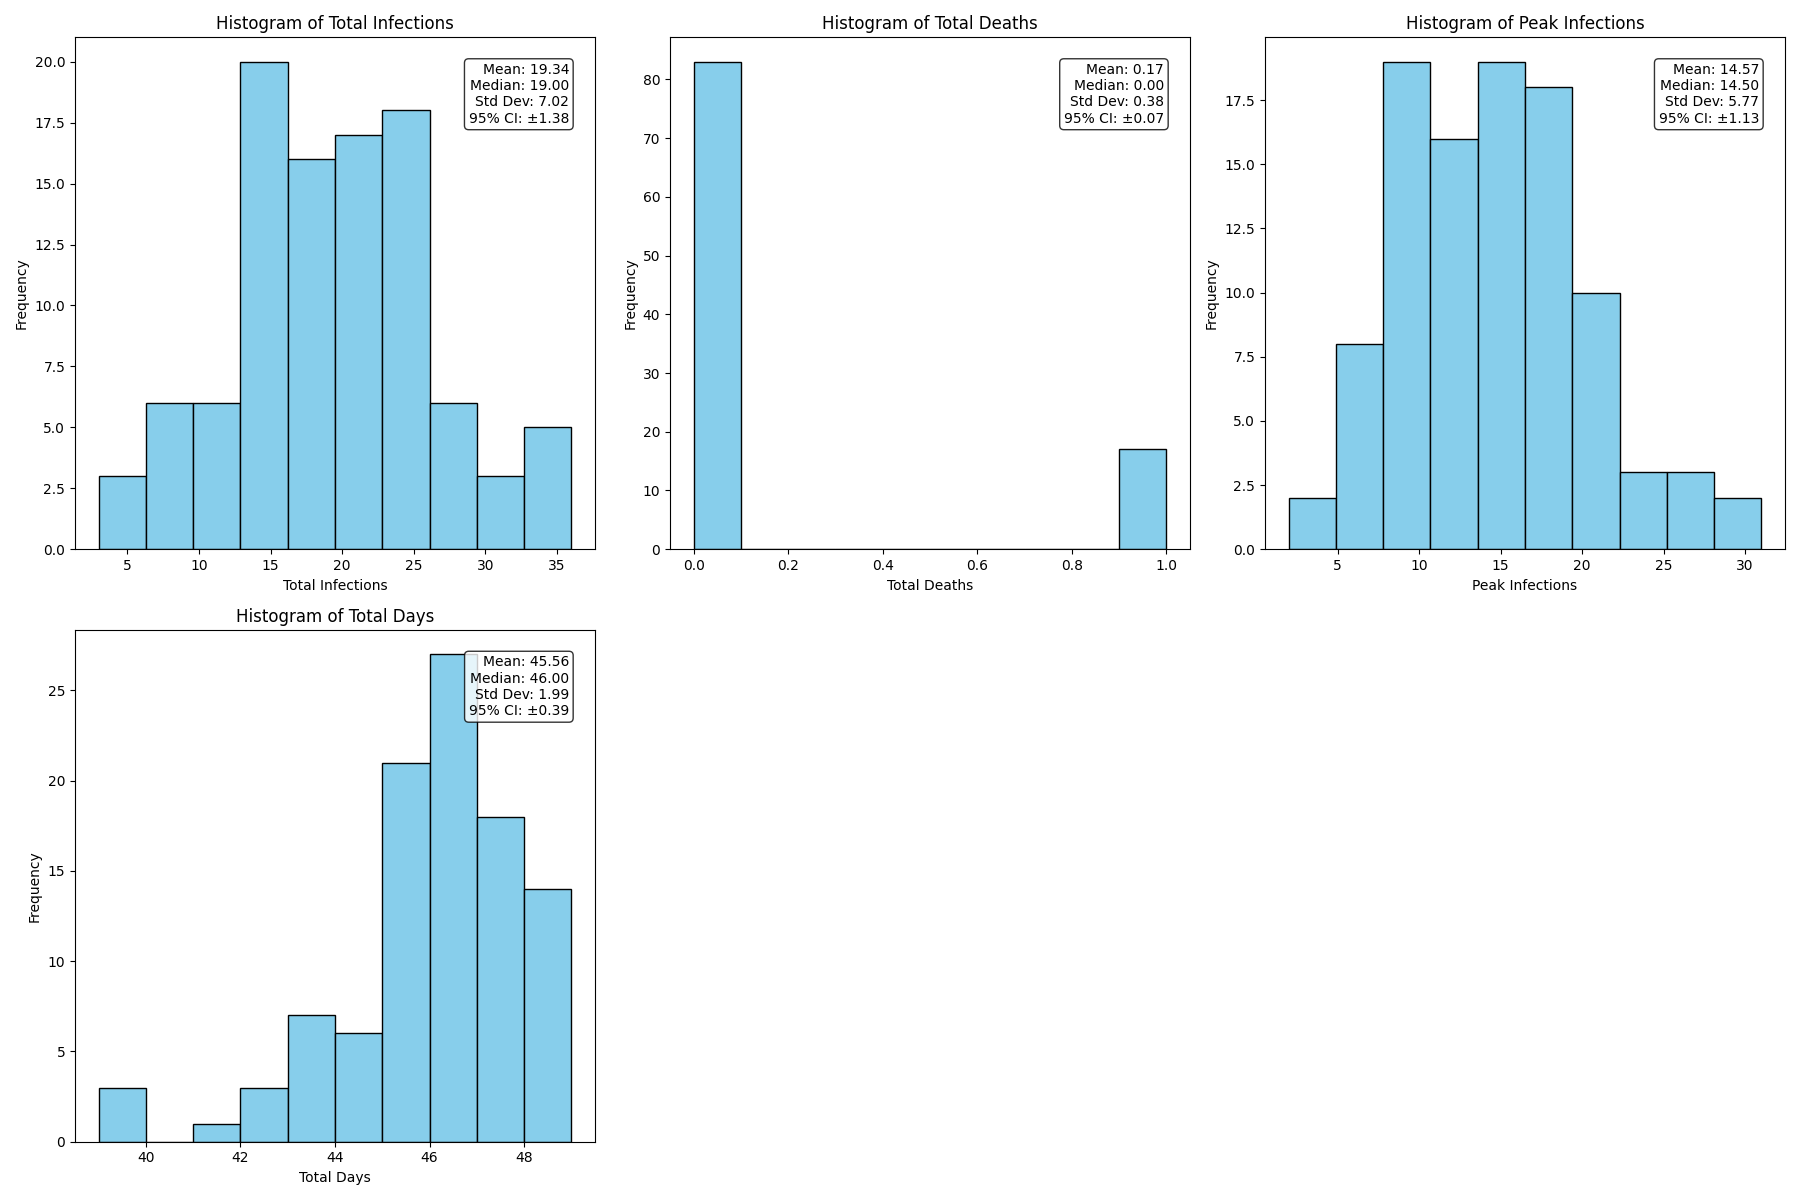 Histogram of Total Infections
Mean: 19.34
Median: 19.00
Std Dev: 7.02
95% CI: ±1.38
Frequency
20.0
17.5
15.0
12.5
10.0
7.5
5.0
2.5
0.0
5 10 15 20 25 30 35
Total Infections
Histogram of Total Deaths
Mean: 0.17
Median: 0.00
Std Dev: 0.38
95% CI: ±0.07
Frequency
80
70
60
50
40
30
20
10
0
0.0 0.2 0.4 0.6 0.8 1.0
Total Deaths
Histogram of Peak Infections
Mean: 14.57
Median: 14.50
Std Dev: 5.77
95% CI: ±1.13
Frequency
17.5
15.0
12.5
10.0
7.5
5.0
2.5
0.0
5 10 15 20 25 30
Peak Infections
Histogram of Total Days
Mean: 45.56
Median: 46.00
Std Dev: 1.99
95% CI: ±0.39
Frequency
25
20
15
10
5
0
40 42 44 46 48
Total Days